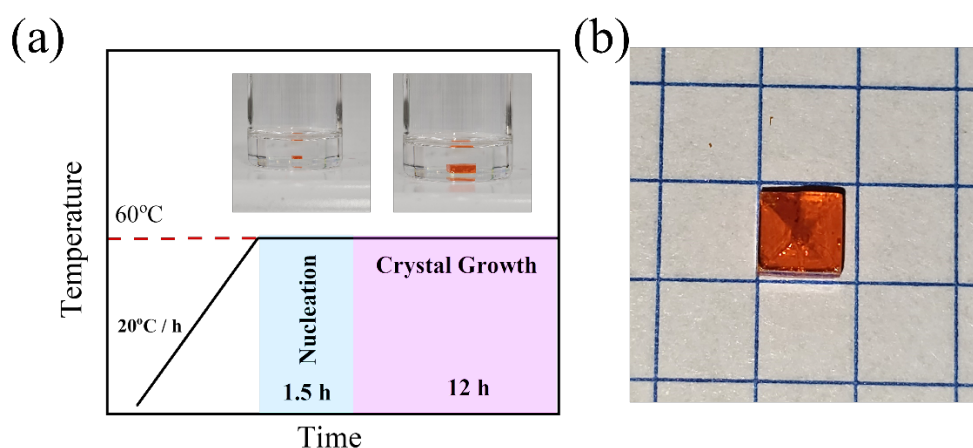 (a)
(b)
60°C
Temperature
20°C / h
Nucleation
1.5 h
Crystal Growth
12 h
Time